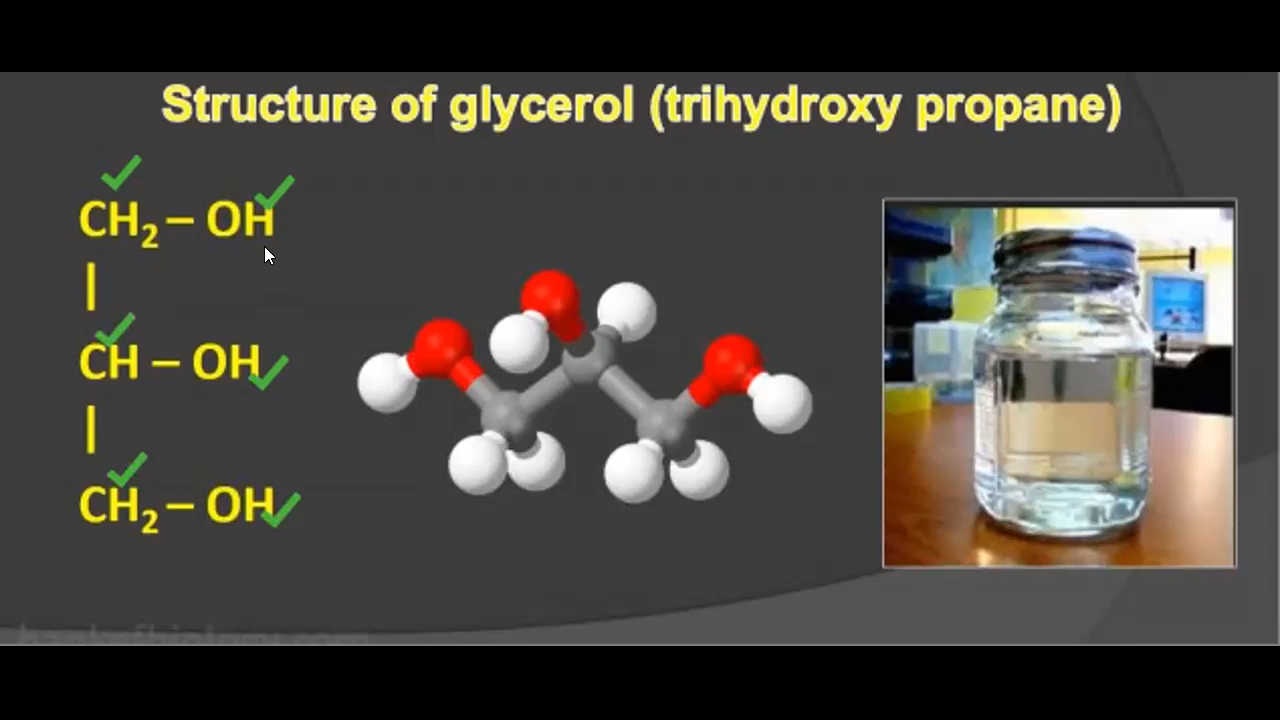 Structure of glycerol (trihydroxy propane)
CH₂ – OH
|
CH – OH
|
CH₂ – OH